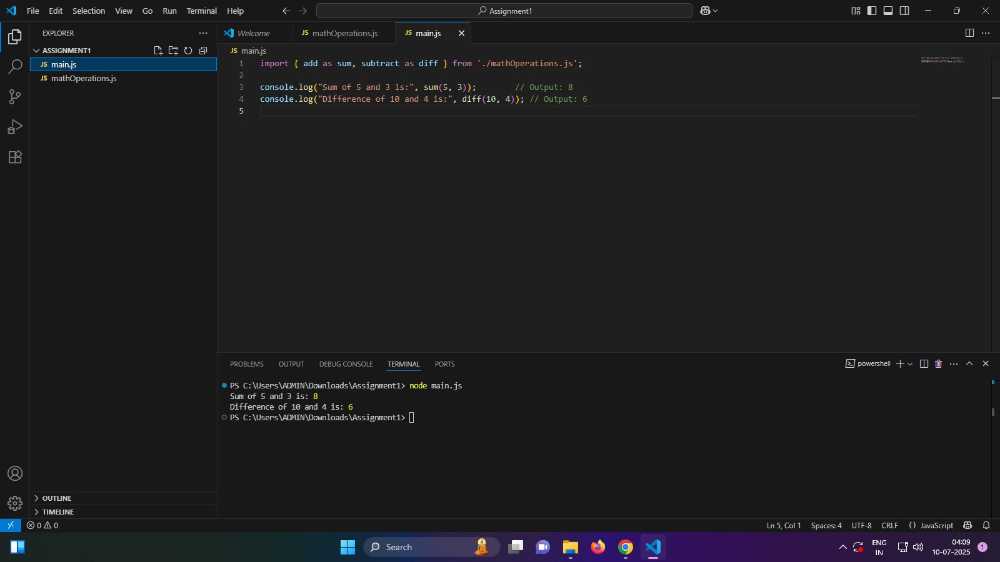 File Edit Selection View Go Run Terminal Help
Assignment1
EXPLORER
ASSIGNMENT1
JS main.js
JS mathOperations.js
OUTLINE
TIMELINE
Welcome
JS mathOperations.js
JS main.js
JS main.js
1 import { add as sum, subtract as diff } from './mathOperations.js';
2
3 console.log("Sum of 5 and 3 is:", sum(5, 3)); // Output: 8
4 console.log("Difference of 10 and 4 is:", diff(10, 4)); // Output: 6
5
PROBLEMS OUTPUT DEBUG CONSOLE TERMINAL PORTS
powershell
PS C:\Users\ADMIN\Downloads\Assignment1> node main.js
Sum of 5 and 3 is: 8
Difference of 10 and 4 is: 6
PS C:\Users\ADMIN\Downloads\Assignment1>
0 0
Ln 5, Col 1 Spaces: 4 UTF-8 CRLF {} JavaScript
Search
ENG
IN
04:09
10-07-2025
1